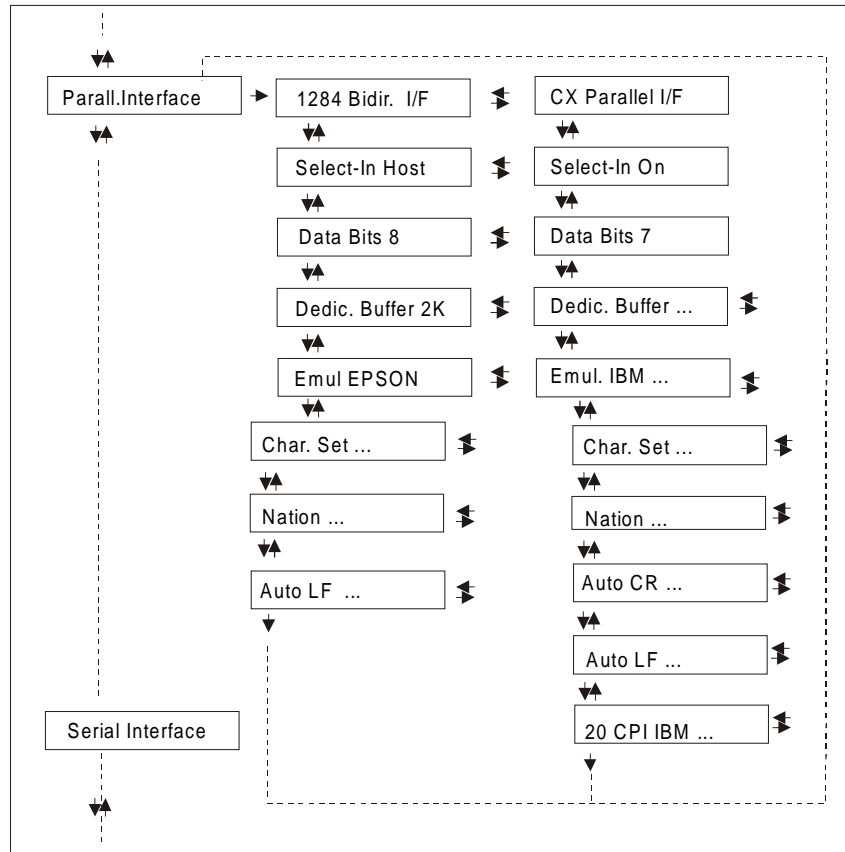 Parall.Interface
1284 Bidir. I/F
CX Parallel I/F
Select-In Host
Select-In On
Data Bits 8
Data Bits 7
Dedic. Buffer 2K
Dedic. Buffer ...
Emul EPSON
Emul. IBM ...
Char. Set ...
Char. Set ...
Nation ...
Nation ...
Auto LF ...
Auto CR ...
Auto LF ...
Serial Interface
20 CPI IBM ...